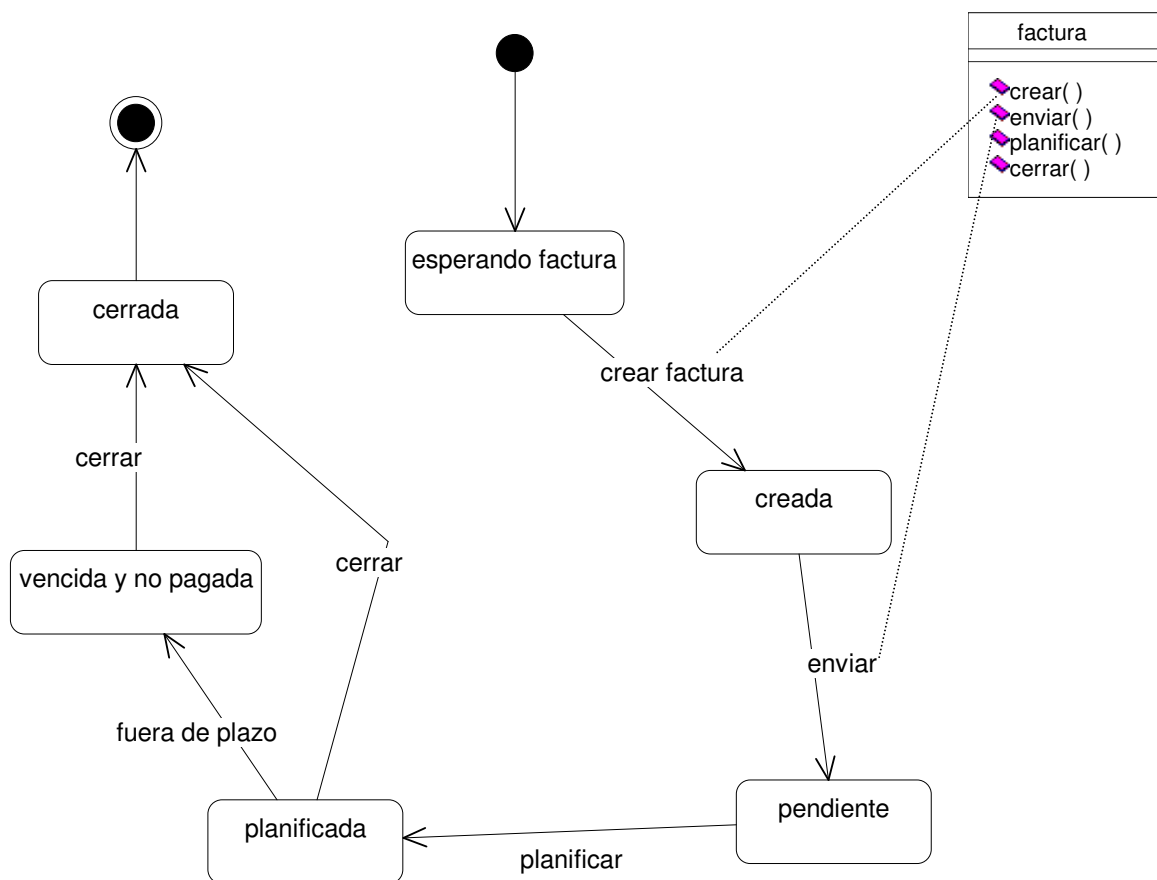 factura
crear( )
enviar( )
planificar( )
cerrar( )
esperando factura
cerrada
crear factura
cerrar
creada
vencida y no pagada
cerrar
enviar
fuera de plazo
pendiente
planificada
planificar